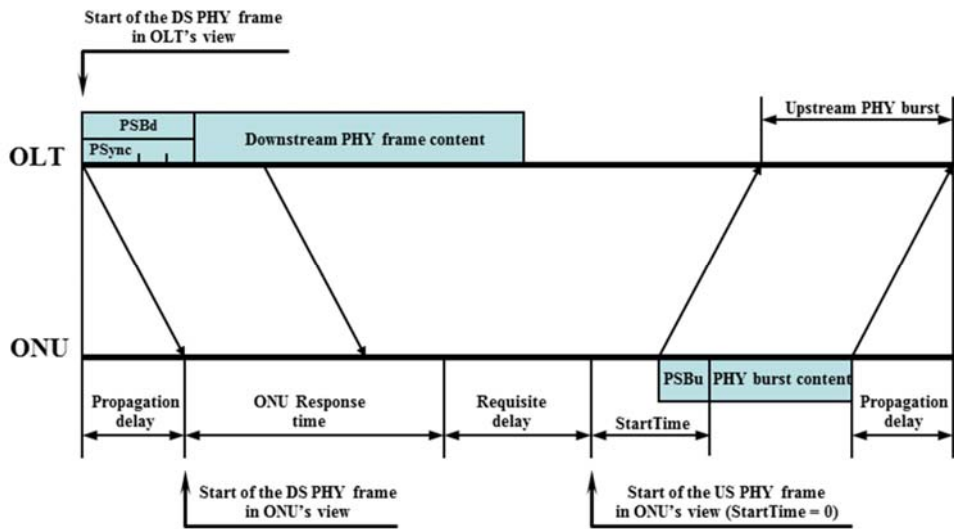 Start of the DS PHY frame
in OLT's view
Upstream PHY burst
PSBd
PSync
Downstream PHY frame content
OLT
ONU
PSBu
PHY burst content
Propagation
delay
ONU Response
time
Requisite
delay
StartTime
Propagation
delay
Start of the DS PHY frame
in ONU's view
Start of the US PHY frame
in ONU's view (StartTime = 0)